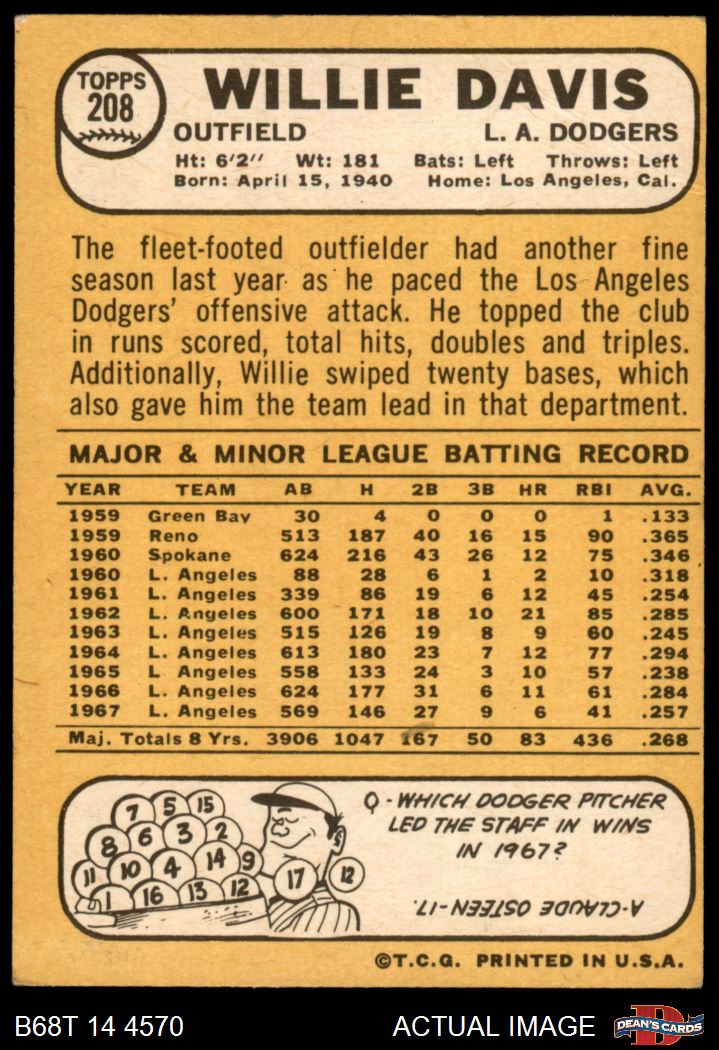 TOPPS
208
WILLIE DAVIS
OUTFIELD L. A. DODGERS
Ht: 6'2" Wt: 181 Bats: Left Throws: Left
Born: April 15, 1940 Home: Los Angeles, Cal.
The fleet-footed outfielder had another fine
season last year as he paced the Los Angeles
Dodgers' offensive attack. He topped the club
in runs scored, total hits, doubles and triples.
Additionally, Willie swiped twenty bases, which
also gave him the team lead in that department.
MAJOR & MINOR LEAGUE BATTING RECORD
YEAR TEAM AB H 2B 3B HR RBI AVG.
1959 Green Bay 30 4 0 0 0 1 .133
1959 Reno 513 187 40 16 15 90 .365
1960 Spokane 624 216 43 26 12 75 .346
1960 L. Angeles 88 28 6 1 2 10 .318
1961 L. Angeles 339 86 19 6 12 45 .254
1962 L. Angeles 600 171 18 10 21 85 .285
1963 L. Angeles 515 126 19 8 9 60 .245
1964 L. Angeles 613 180 23 7 12 77 .294
1965 L. Angeles 558 133 24 3 10 57 .238
1966 L. Angeles 624 177 31 6 11 61 .284
1967 L. Angeles 569 146 27 9 6 41 .257
Maj. Totals 8 Yrs. 3906 1047 167 50 83 436 .268
7 5 15
8 6 3 2
11 10 4 14 9
1 16 13 12 17 12
Q-WHICH DODGER PITCHER
LED THE STAFF IN WINS
IN 1967?
A-CLAUDE OSTEEN-17.
©T.C.G. PRINTED IN U.S.A.
B68T 14 4570 ACTUAL IMAGE
D
DEAN'S CARDS